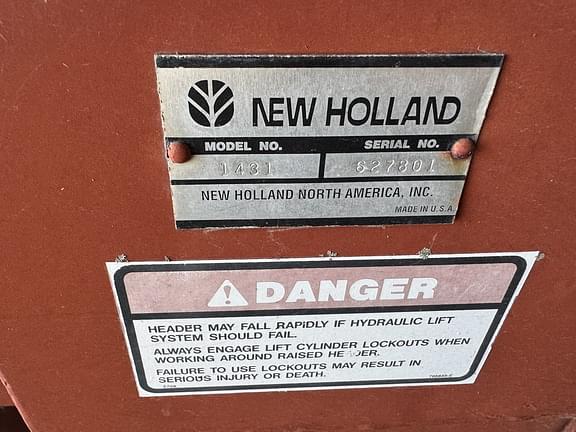 NEW HOLLAND
MODEL NO. SERIAL NO.
1431 627801
NEW HOLLAND NORTH AMERICA, INC.
MADE IN U.S.A.
DANGER
HEADER MAY FALL RAPIDLY IF HYDRAULIC LIFT
SYSTEM SHOULD FAIL.
ALWAYS ENGAGE LIFT CYLINDER LOCKOUTS WHEN
WORKING AROUND RAISED HEADER.
FAILURE TO USE LOCKOUTS MAY RESULT IN
SERIOUS INJURY OR DEATH.